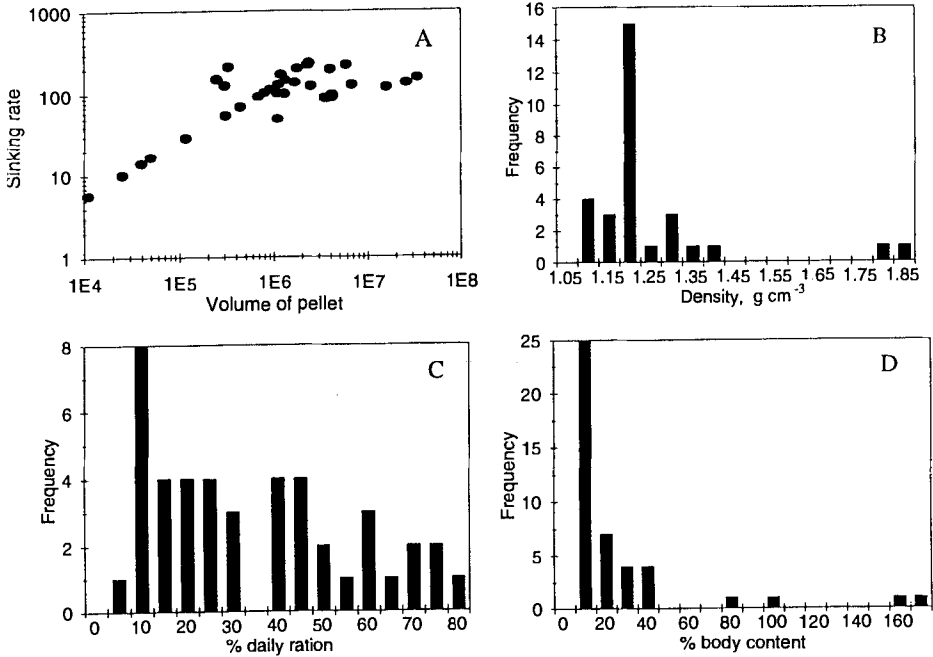 A
1000
100
10
1
Sinking rate
1E4 1E5 1E6 1E7 1E8
Volume of pellet
B
16
14
12
10
8
6
4
2
0
Frequency
1.05 1.15 1.25 1.35 1.45 1.55 1 65 1.75 1.85
Density, g cm-3
C
8
6
4
2
0
Frequency
0 10 20 30 40 50 60 70 80
% daily ration
D
25
20
15
10
5
0
Frequency
0 20 40 60 80 100 120 140 160
% body content